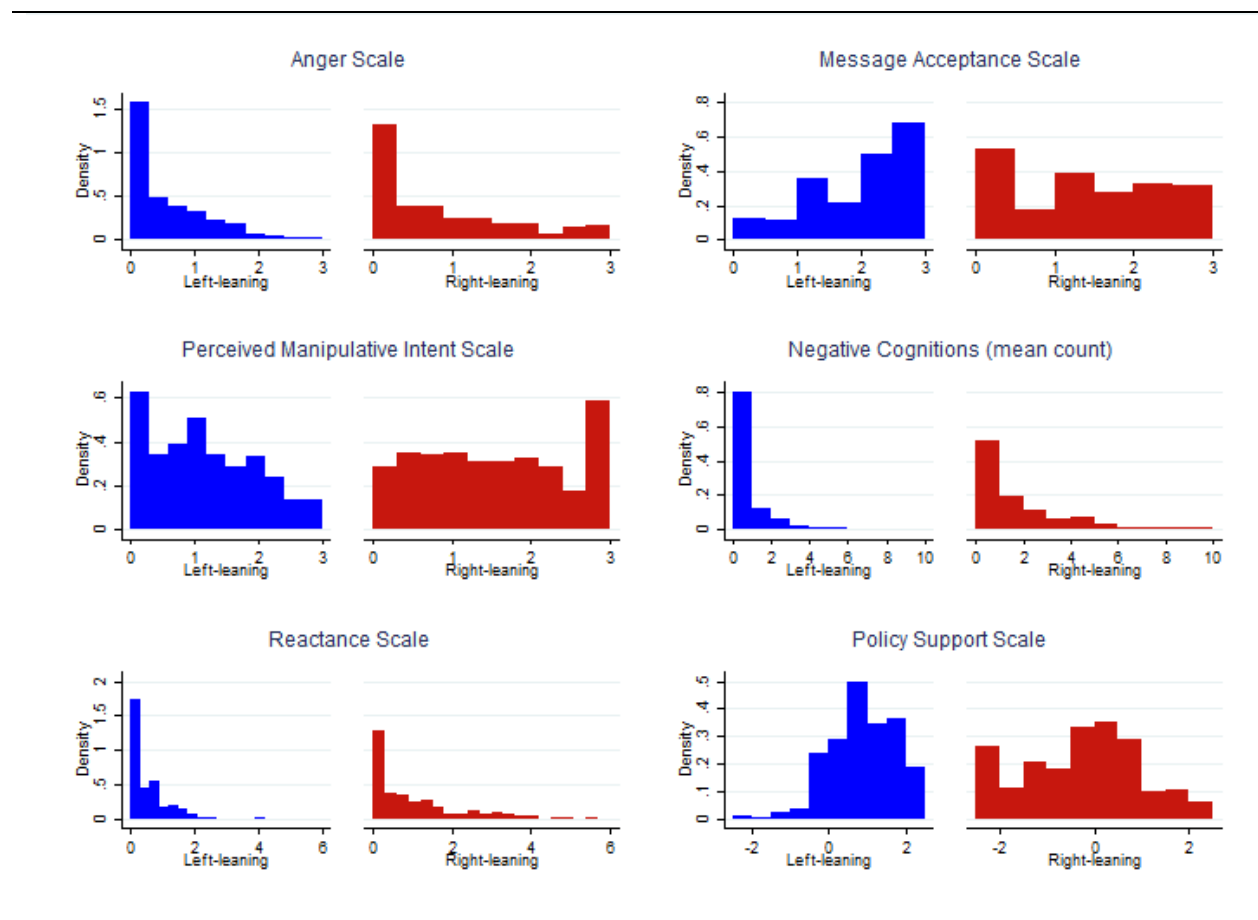 Anger Scale
Density
0 .5 1 1.5
0 1 2 3
Left-leaning
0 1 2 3
Right-leaning
Message Acceptance Scale
Density
0 .2 .4 .6 .8
0 1 2 3
Left-leaning
0 1 2 3
Right-leaning
Perceived Manipulative Intent Scale
Density
0 .2 .4 .6
0 1 2 3
Left-leaning
0 1 2 3
Right-leaning
Negative Cognitions (mean count)
Density
0 .2 .4 .6 .8
0 2 4 6 8 10
Left-leaning
0 2 4 6 8 10
Right-leaning
Reactance Scale
Density
0 .5 1 1.5 2
0 2 4 6
Left-leaning
0 2 4 6
Right-leaning
Policy Support Scale
Density
0 .1 .2 .3 .4 .5
-2 0 2
Left-leaning
-2 0 2
Right-leaning